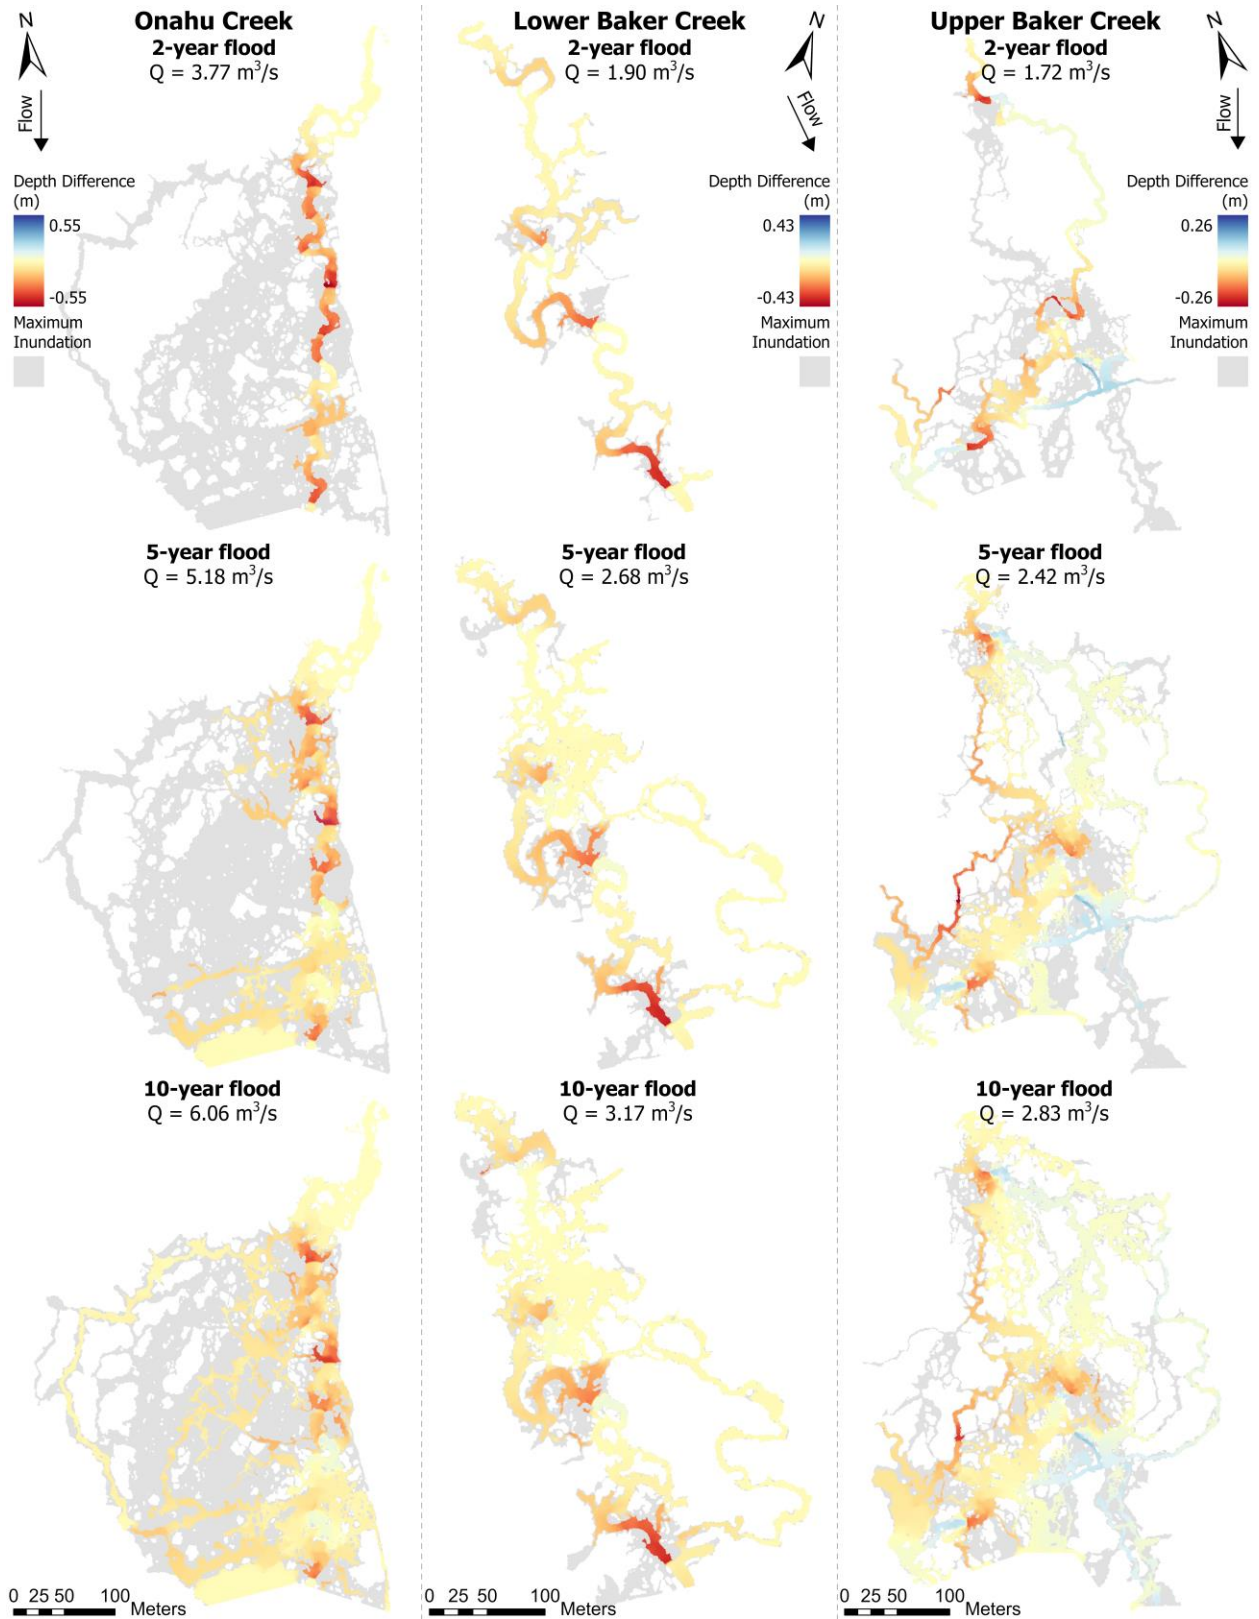 Onahu Creek
2-year flood
Q = 3.77 m³/s
N
Flow
Depth Difference
(m)
0.55
-0.55
Maximum
Inundation
5-year flood
Q = 5.18 m³/s
10-year flood
Q = 6.06 m³/s
0 25 50 100
Meters
Lower Baker Creek
2-year flood
Q = 1.90 m³/s
N
Flow
Depth Difference
(m)
0.43
-0.43
Maximum
Inundation
5-year flood
Q = 2.68 m³/s
10-year flood
Q = 3.17 m³/s
0 25 50 100
Meters
Upper Baker Creek
2-year flood
Q = 1.72 m³/s
N
Flow
Depth Difference
(m)
0.26
-0.26
Maximum
Inundation
5-year flood
Q = 2.42 m³/s
10-year flood
Q = 2.83 m³/s
0 25 50 100
Meters